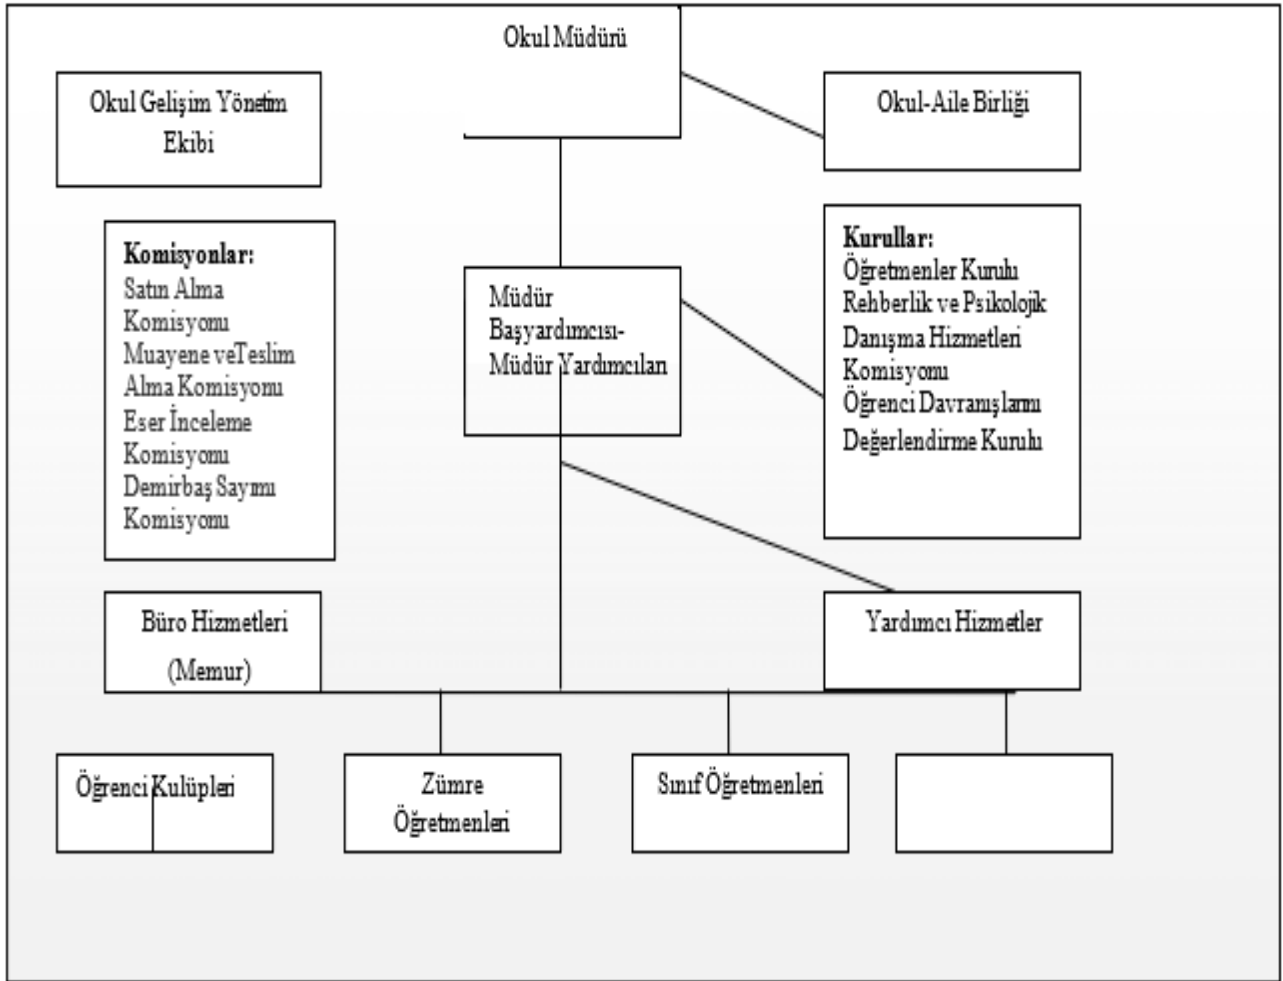 Okul Müdürü
Okul Gelişim Yönetim
Ekibi
Okul-Aile Birliği
Komisyonlar:
Satın Alma
Komisyonu
Muayene veTeslim
Alma Komisyonu
Eser İnceleme
Komisyonu
Demirbaş Sayımı
Komisyonu
Müdür
Başyardımcısı-
Müdür Yardımcıları
Kurullar:
Öğretmenler Kurulu
Rehberlik ve Psikolojik
Danışma Hizmetleri
Komisyonu
Öğrenci Davranışlarını
Değerlendirme Kurulu
Büro Hizmetleri
(Memur)
Yardımcı Hizmetler
Öğrenci Kulüpleri
Zümre
Öğretmenleri
Sınıf Öğretmenleri